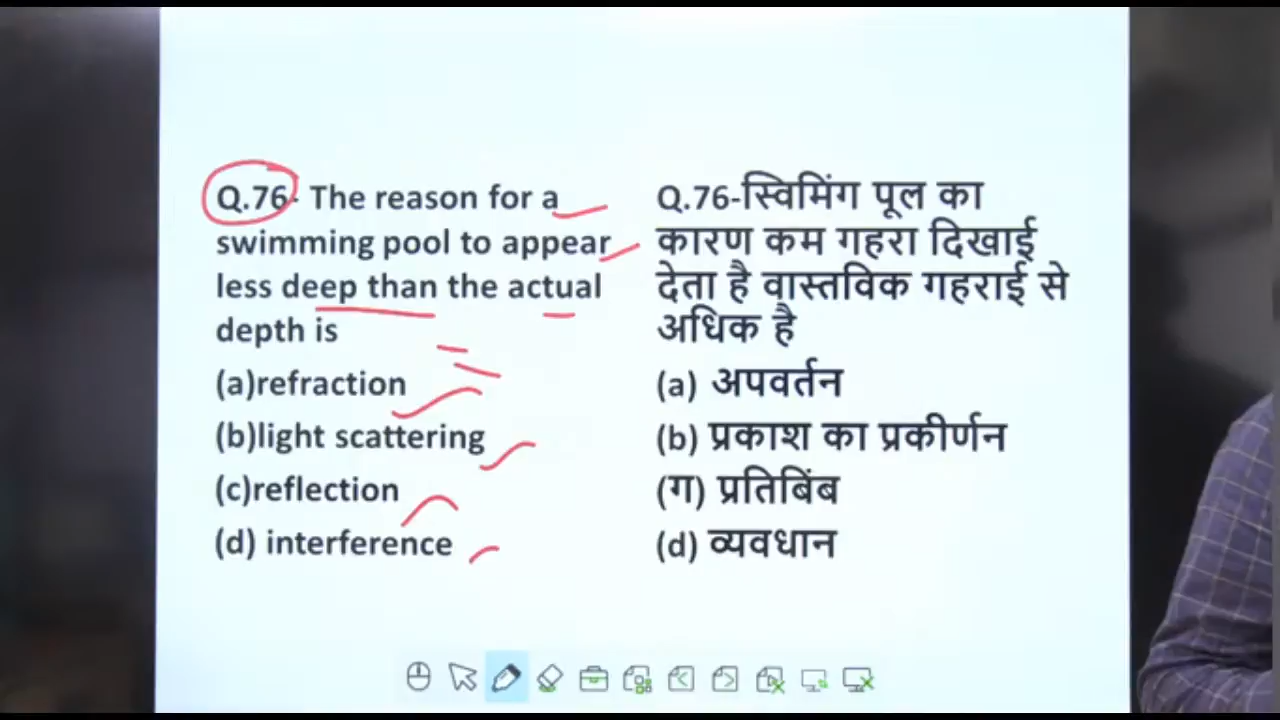 Q.76- The reason for a
swimming pool to appear
less deep than the actual
depth is
(a)refraction
(b)light scattering
(c)reflection
(d) interference
Q.76-स्विमिंग पूल का
कारण कम गहरा दिखाई
देता है वास्तविक गहराई से
अधिक है
(a) अपवर्तन
(b) प्रकाश का प्रकीर्णन
(ग) प्रतिबिंब
(d) व्यवधान